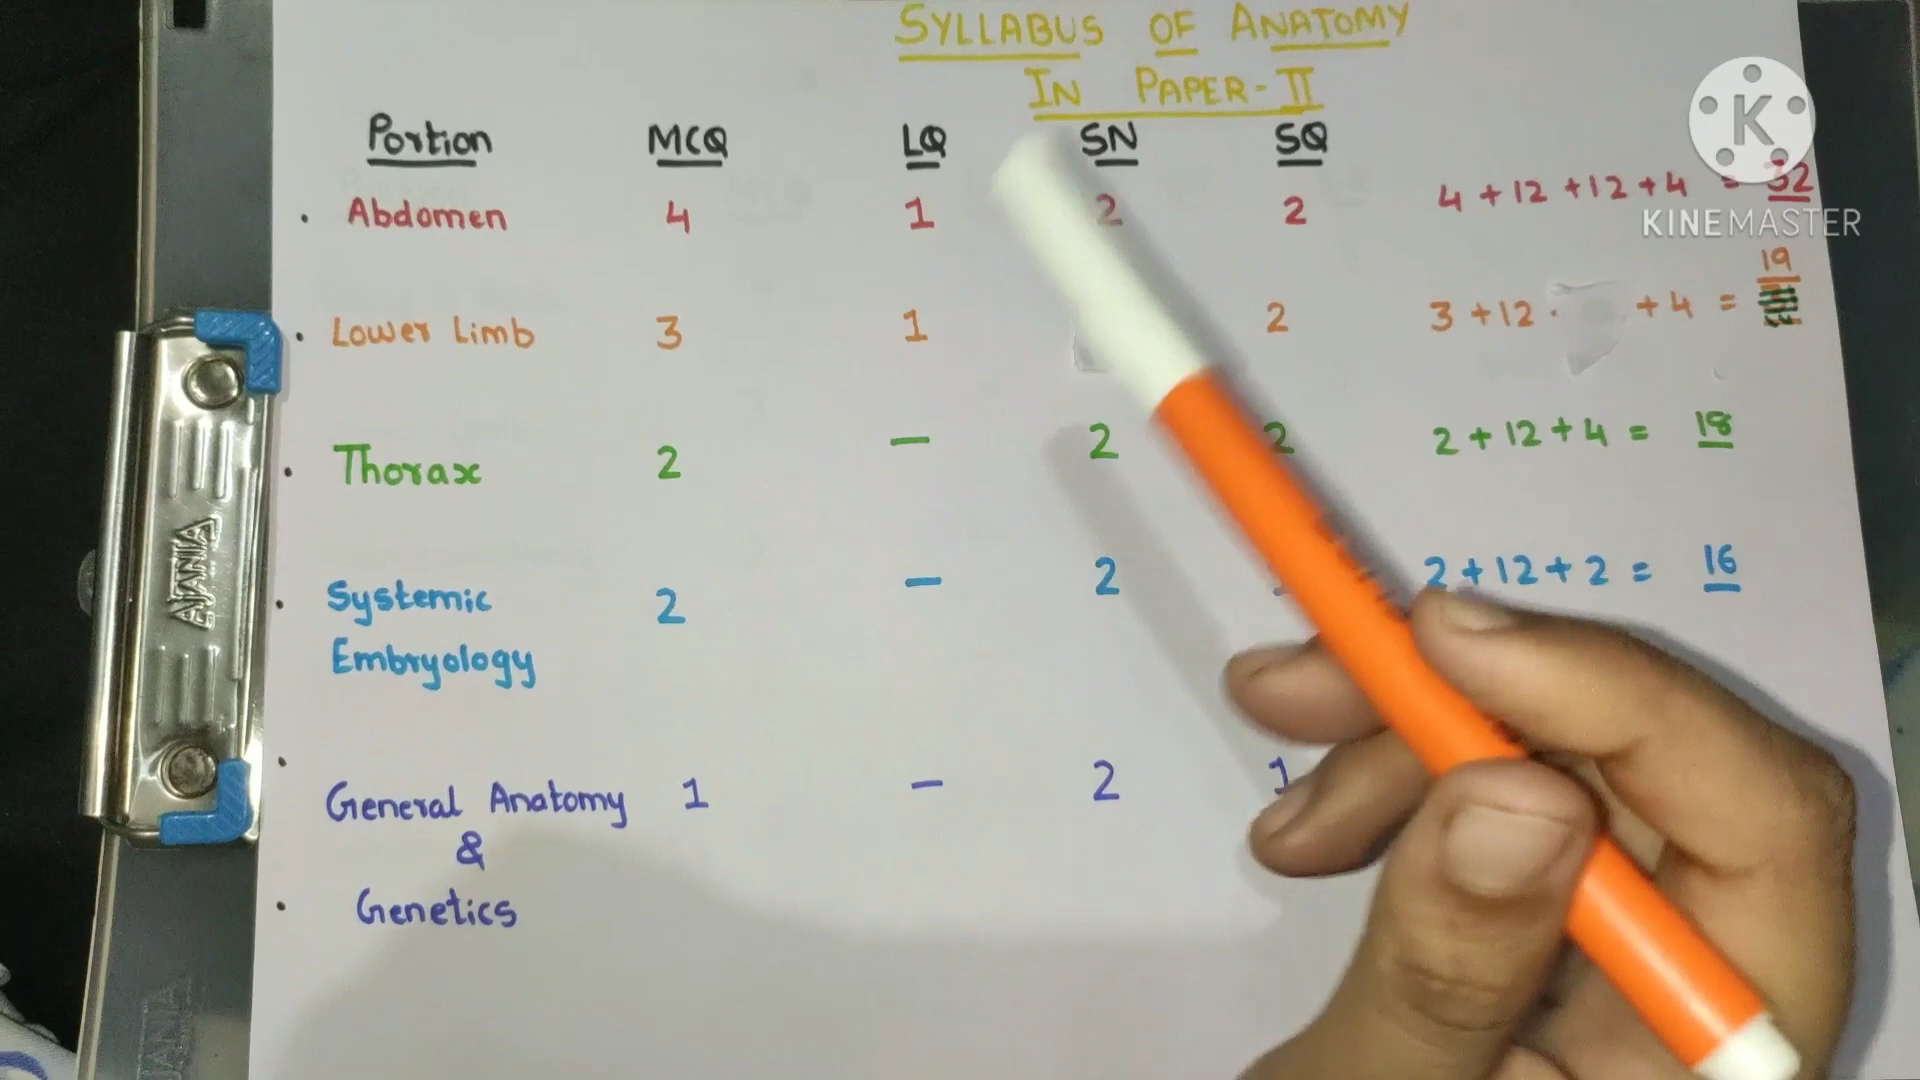 SYLLABUS OF ANATOMY
IN PAPER-II
Portion MCQ LQ SN SQ
• Abdomen 4 1 2 2 4+12+12+4 = 32
• Lower Limb 3 1 2 3+12 +4 = 19
• Thorax 2 — 2 2 2+12+4 = 18
• Systemic Embryology 2 — 2 2+12+2 = 16
• General Anatomy 1 — 2 1
&
• Genetics
K
KINEMASTER
AJANTA